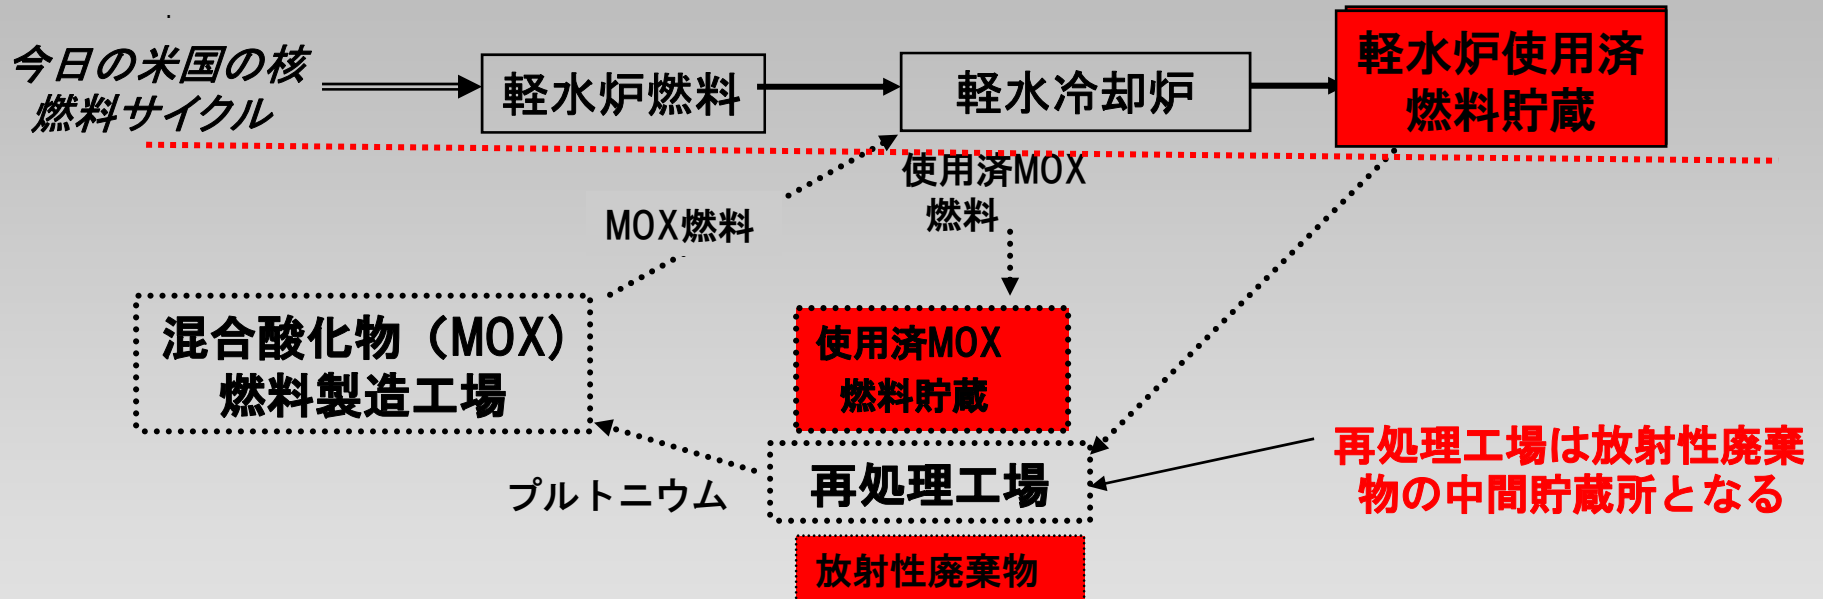 今日の米国の核
燃料サイクル
軽水炉燃料
軽水冷却炉
軽水炉使用済
燃料貯蔵
使用済MOX
燃料
MOX燃料
混合酸化物（MOX）
燃料製造工場
使用済MOX
燃料貯蔵
再処理工場
プルトニウム
再処理工場は放射性廃棄
物の中間貯蔵所となる
放射性廃棄物